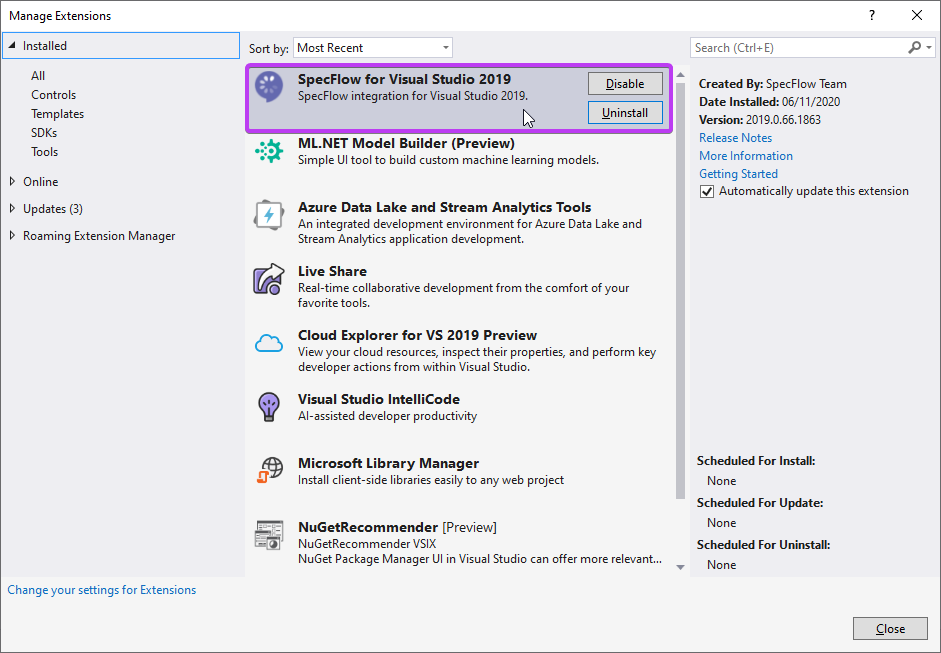 Manage Extensions
?
Installed
All
Controls
Templates
SDKs
Tools
Online
Updates (3)
Roaming Extension Manager
Sort by: Most Recent
SpecFlow for Visual Studio 2019
SpecFlow integration for Visual Studio 2019.
Disable
Uninstall
ML.NET Model Builder (Preview)
Simple UI tool to build custom machine learning models.
Azure Data Lake and Stream Analytics Tools
An integrated development environment for Azure Data Lake and
Stream Analytics application development.
Live Share
Real-time collaborative development from the comfort of your
favorite tools.
Cloud Explorer for VS 2019 Preview
View your cloud resources, inspect their properties, and perform key
developer actions from within Visual Studio.
Visual Studio IntelliCode
AI-assisted developer productivity
Microsoft Library Manager
Install client-side libraries easily to any web project
NuGetRecommender [Preview]
NuGetRecommender VSIX
NuGet Package Manager UI in Visual Studio can offer more relevant...
Search (Ctrl+E)
Created By: SpecFlow Team
Date Installed: 06/11/2020
Version: 2019.0.66.1863
Release Notes
More Information
Getting Started
Automatically update this extension
Scheduled For Install:
None
Scheduled For Update:
None
Scheduled For Uninstall:
None
Change your settings for Extensions
Close